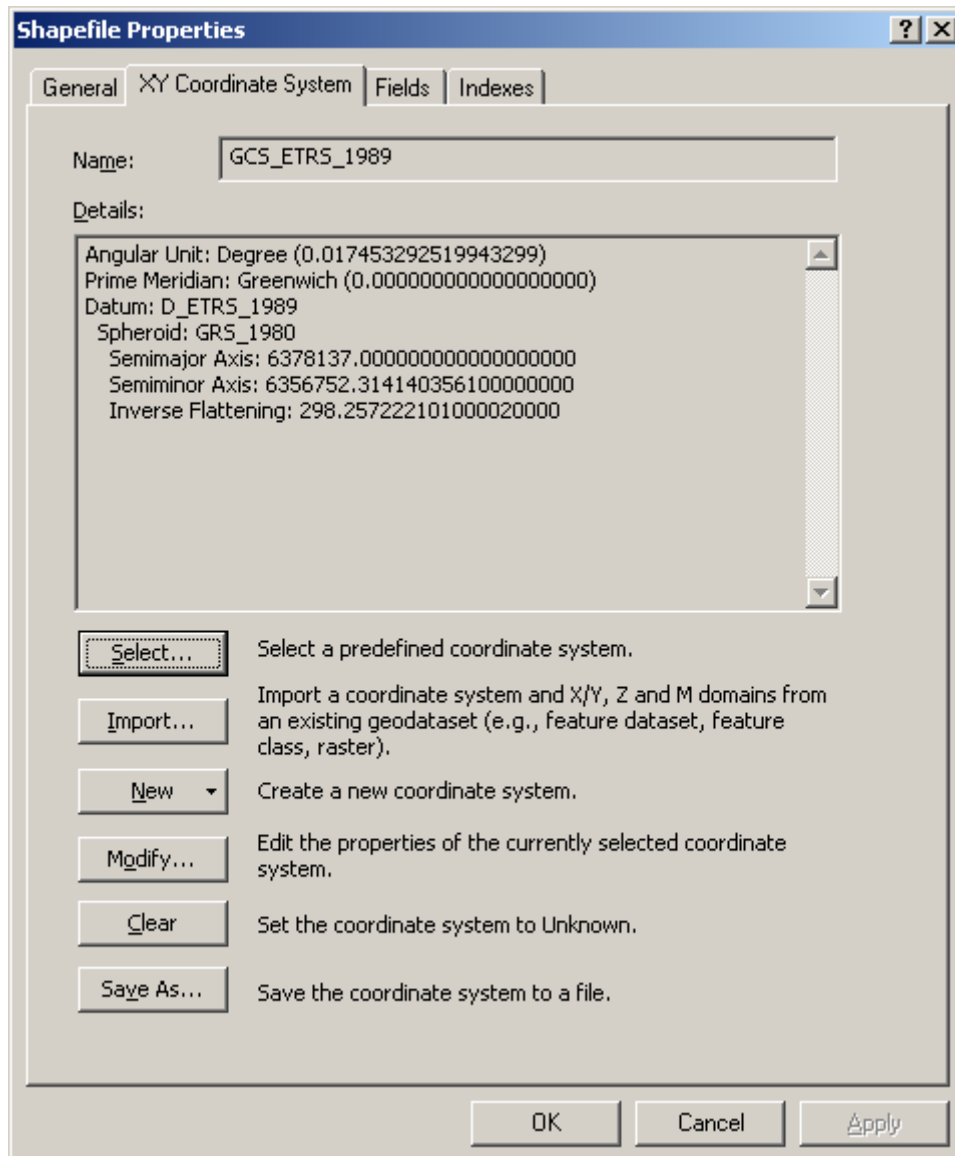 Shapefile Properties
General XY Coordinate System Fields Indexes
Name: GCS_ETRS_1989
Details:
Angular Unit: Degree (0.017453292519943299)
Prime Meridian: Greenwich (0.000000000000000000)
Datum: D_ETRS_1989
Spheroid: GRS_1980
Semimajor Axis: 6378137.000000000000000000
Semiminor Axis: 6356752.314140356100000000
Inverse Flattening: 298.257222101000020000
Select... Select a predefined coordinate system.
Import... Import a coordinate system and X/Y, Z and M domains from
an existing geodataset (e.g., feature dataset, feature
class, raster).
New Create a new coordinate system.
Modify... Edit the properties of the currently selected coordinate
system.
Clear Set the coordinate system to Unknown.
Save As... Save the coordinate system to a file.
OK Cancel Apply